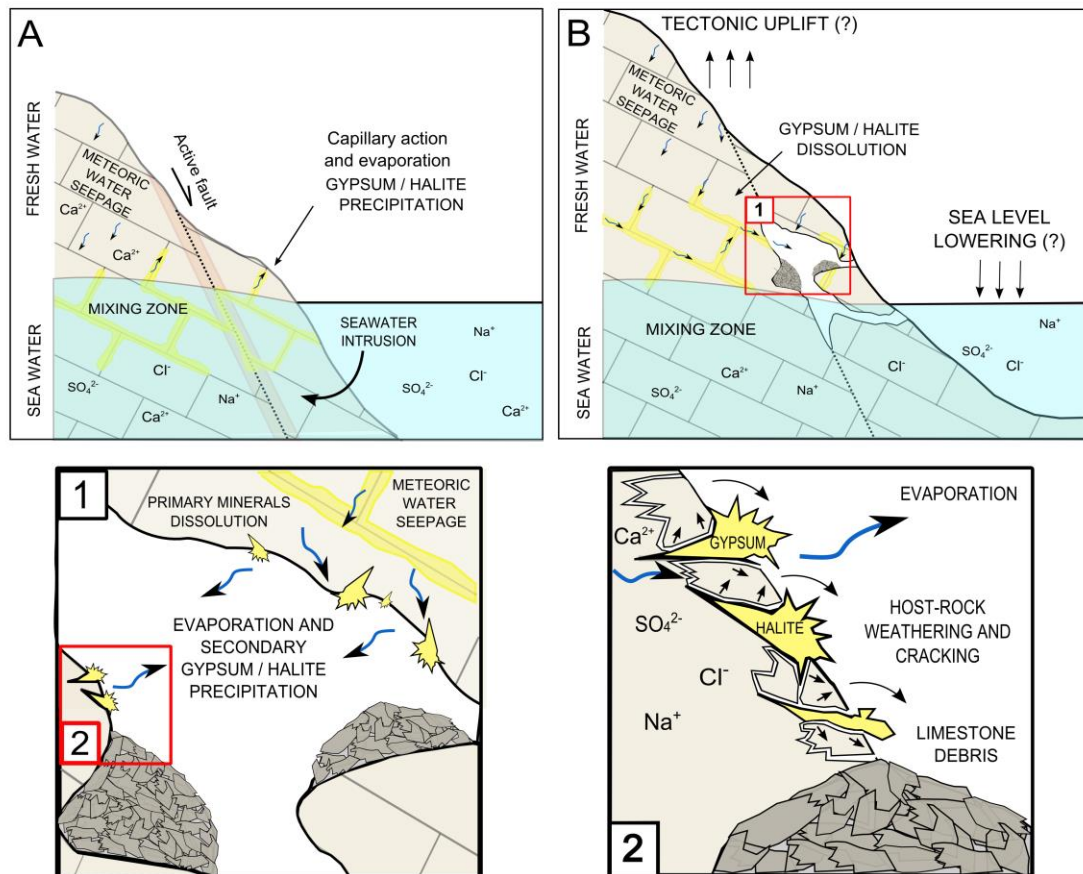 A
FRESH WATER
SEA WATER
METEORIC
WATER
SEEPAGE
Ca²⁺
Ca²⁺
Active fault
Capillary action
and evaporation
GYPSUM / HALITE
PRECIPITATION
MIXING ZONE
SEAWATER
INTRUSION
SO₄²⁻
Cl⁻
Ca²⁺
Na⁺
Na⁺
SO₄²⁻
Cl⁻
Ca²⁺
B
FRESH WATER
SEA WATER
TECTONIC UPLIFT (?)
METEORIC
WATER
SEEPAGE
GYPSUM / HALITE
DISSOLUTION
1
SEA LEVEL
LOWERING (?)
MIXING ZONE
Ca²⁺
Cl⁻
SO₄²⁻
Na⁺
Na⁺
SO₄²⁻
Cl⁻
Ca²⁺
1
PRIMARY MINERALS
DISSOLUTION
METEORIC
WATER
SEEPAGE
EVAPORATION AND
SECONDARY
GYPSUM / HALITE
PRECIPITATION
2
EVAPORATION
Ca²⁺
GYPSUM
SO₄²⁻
HALITE
HOST-ROCK
WEATHERING AND
CRACKING
Cl⁻
Na⁺
LIMESTONE
DEBRIS
2